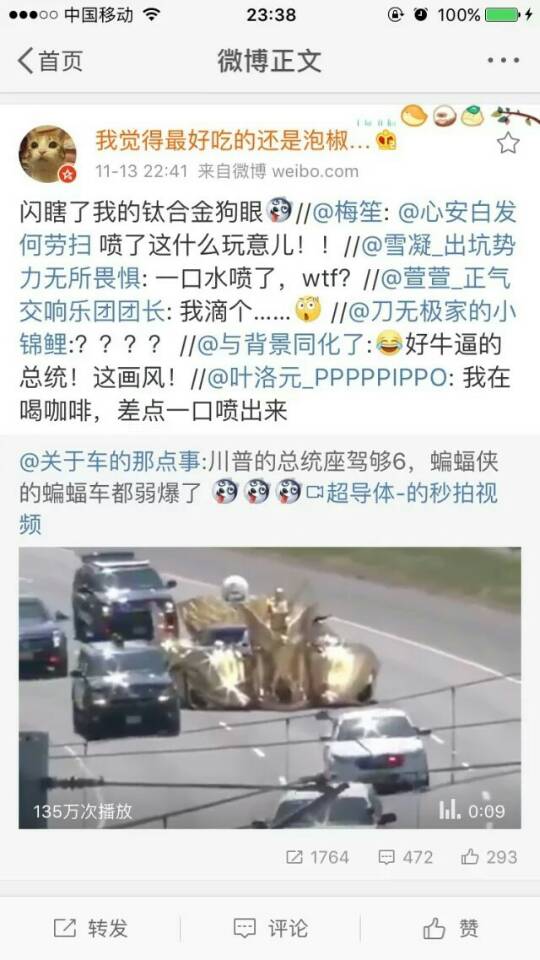 中国移动
23:38
100%
首页
微博正文
我觉得最好吃的还是泡椒...
11-13 22:41 来自微博 weibo.com
闪瞎了我的钛合金狗眼//@梅笙: @心安白发
何劳扫 喷了这什么玩意儿！！//@雪凝_出坑势
力无所畏惧: 一口水喷了，wtf？//@萱萱_正气
交响乐团团长: 我滴个…… //@刀无极家的小
锦鲤:？？？？ //@与背景同化了:😂好牛逼的
总统！这画风！//@叶洛元_PPPPPIPPO: 我在
喝咖啡，差点一口喷出来
@关于车的那点事:川普的总统座驾够6，蝙蝠侠
的蝙蝠车都弱爆了 超导体-的秒拍视
频
135万次播放
0:09
1764
472
293
转发
评论
赞